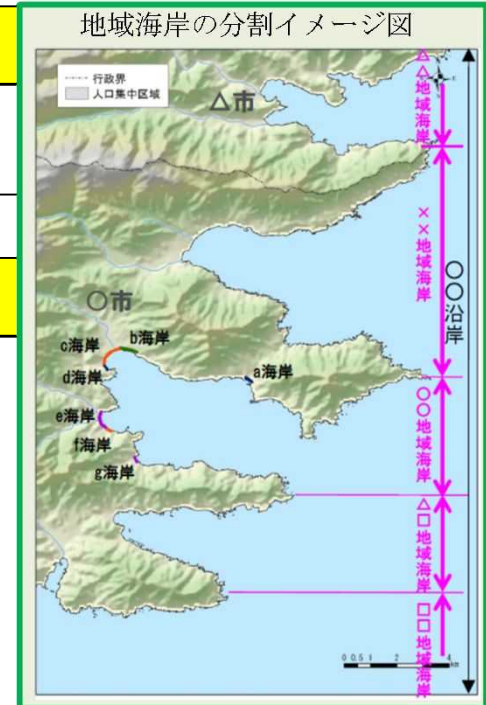 地域海岸の分割イメージ図
行政界
人口集中区域
△市
○市
c海岸
b海岸
d海岸
a海岸
e海岸
f海岸
g海岸
△△地域海岸
××地域海岸
○○地域海岸
△□地域海岸
□□地域海岸
○○沿岸
0 0.5 1 2 4
km